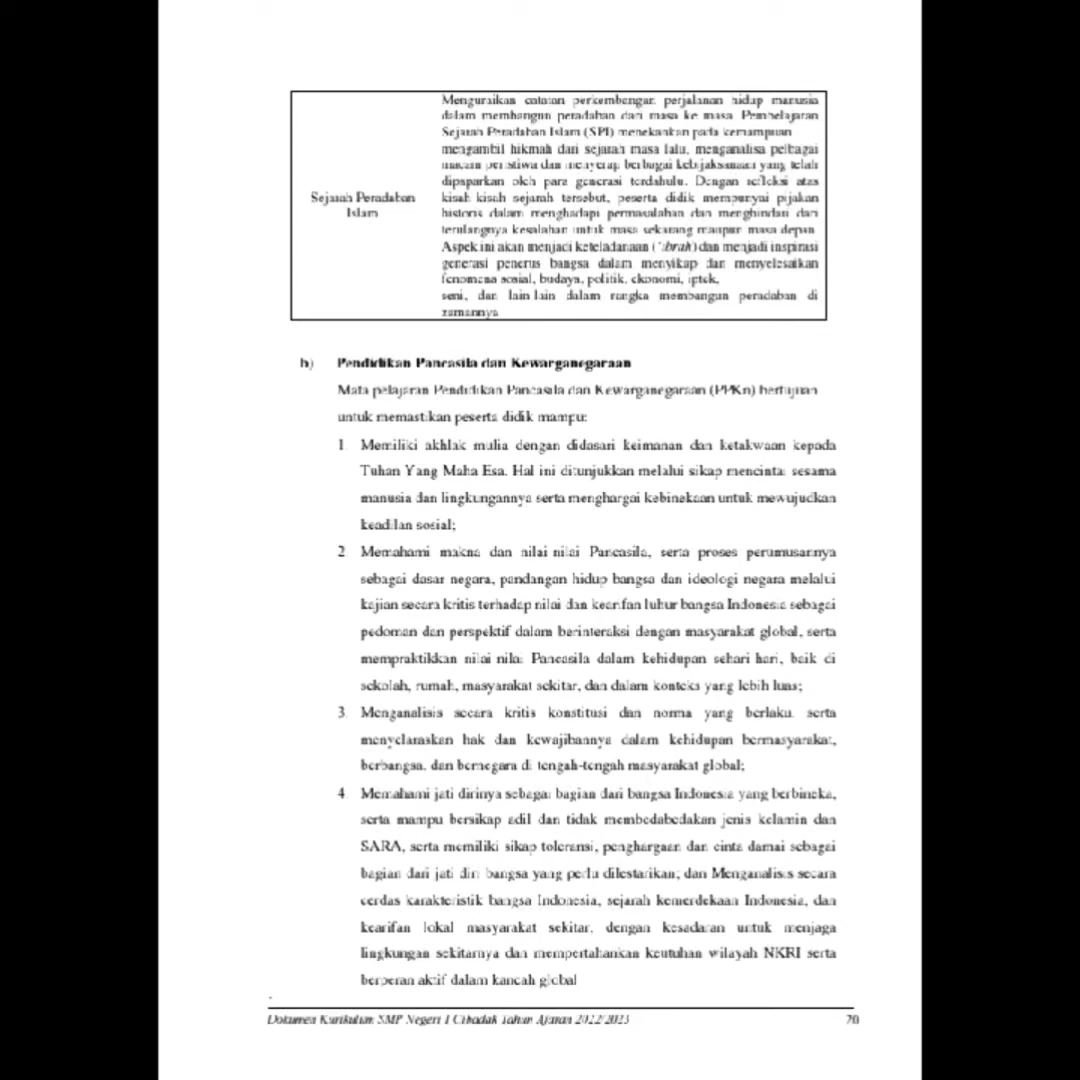 Menguraikan catatan perkembangan perjalanan hidup manusia
dalam membangun peradaban dari masa ke masa. Pembelajaran
Sejarah Peradaban Islam (SPI) menekankan pada kemampuan
mengambil hikmah dari sejarah masa lalu, menganalisa pelbagai
macam peristiwa dan menyerap berbagai kebijaksanaan yang telah
dipaparkan oleh para generasi terdahulu. Dengan refleksi atas
Sejarah Peradaban
Islam
kisah kisah sejarah tersebut, peserta didik mempunyai pijakan
historis dalam menghadapi permasalahan dan menghindari dari
terulangnya kesalahan untuk masa sekarang maupun masa depan.
Aspek ini akan menjadi keteladanaan ('ibrah) dan menjadi inspirasi
generasi penerus bangsa dalam menyikap dan menyelesaikan
fenomena sosial, budaya, politik, ekonomi, iptek,
seni, dan lain lain dalam rangka membangun peradaban di
zamannya
b) Pendidikan Pancasila dan Kewarganegaraan
Mata pelajaran Pendidikan Pancasila dan Kewarganegaraan (PPKn) bertujuan
untuk memastikan peserta didik mampu:
1. Memiliki akhlak mulia dengan didasari keimanan dan ketakwaan kepada
Tuhan Yang Maha Esa. Hal ini ditunjukkan melalui sikap mencintai sesama
manusia dan lingkungannya serta menghargai kebinekaan untuk mewujudkan
keadilan sosial;
2. Memahami makna dan nilai nilai Pancasila, serta proses perumusannya
sebagai dasar negara, pandangan hidup bangsa dan ideologi negara melalui
kajian secara kritis terhadap nilai dan kearifan luhur bangsa Indonesia sebagai
pedoman dan perspektif dalam berinteraksi dengan masyarakat global, serta
mempraktikkan nilai nilai Pancasila dalam kehidupan sehari hari, baik di
sekolah, rumah, masyarakat sekitar, dan dalam konteks yang lebih luas;
3. Menganalisis secara kritis konstitusi dan norma yang berlaku, serta
menyelaraskan hak dan kewajibannya dalam kehidupan bermasyarakat,
berbangsa, dan bernegara di tengah-tengah masyarakat global;
4. Memahami jati dirinya sebagai bagian dari bangsa Indonesia yang berbineka,
serta mampu bersikap adil dan tidak membedabedakan jenis kelamin dan
SARA, serta memiliki sikap toleransi, penghargaan dan cinta damai sebagai
bagian dari jati diri bangsa yang perlu dilestarikan; dan Menganalisis secara
cerdas karakteristik bangsa Indonesia, sejarah kemerdekaan Indonesia, dan
kearifan lokal masyarakat sekitar, dengan kesadaran untuk menjaga
lingkungan sekitarnya dan mempertahankan keutuhan wilayah NKRI serta
berperan aktif dalam kancah global
Dokumen Kurikulum SMP Negeri 1 Cibadak Tahun Ajaran 2022/2023 70